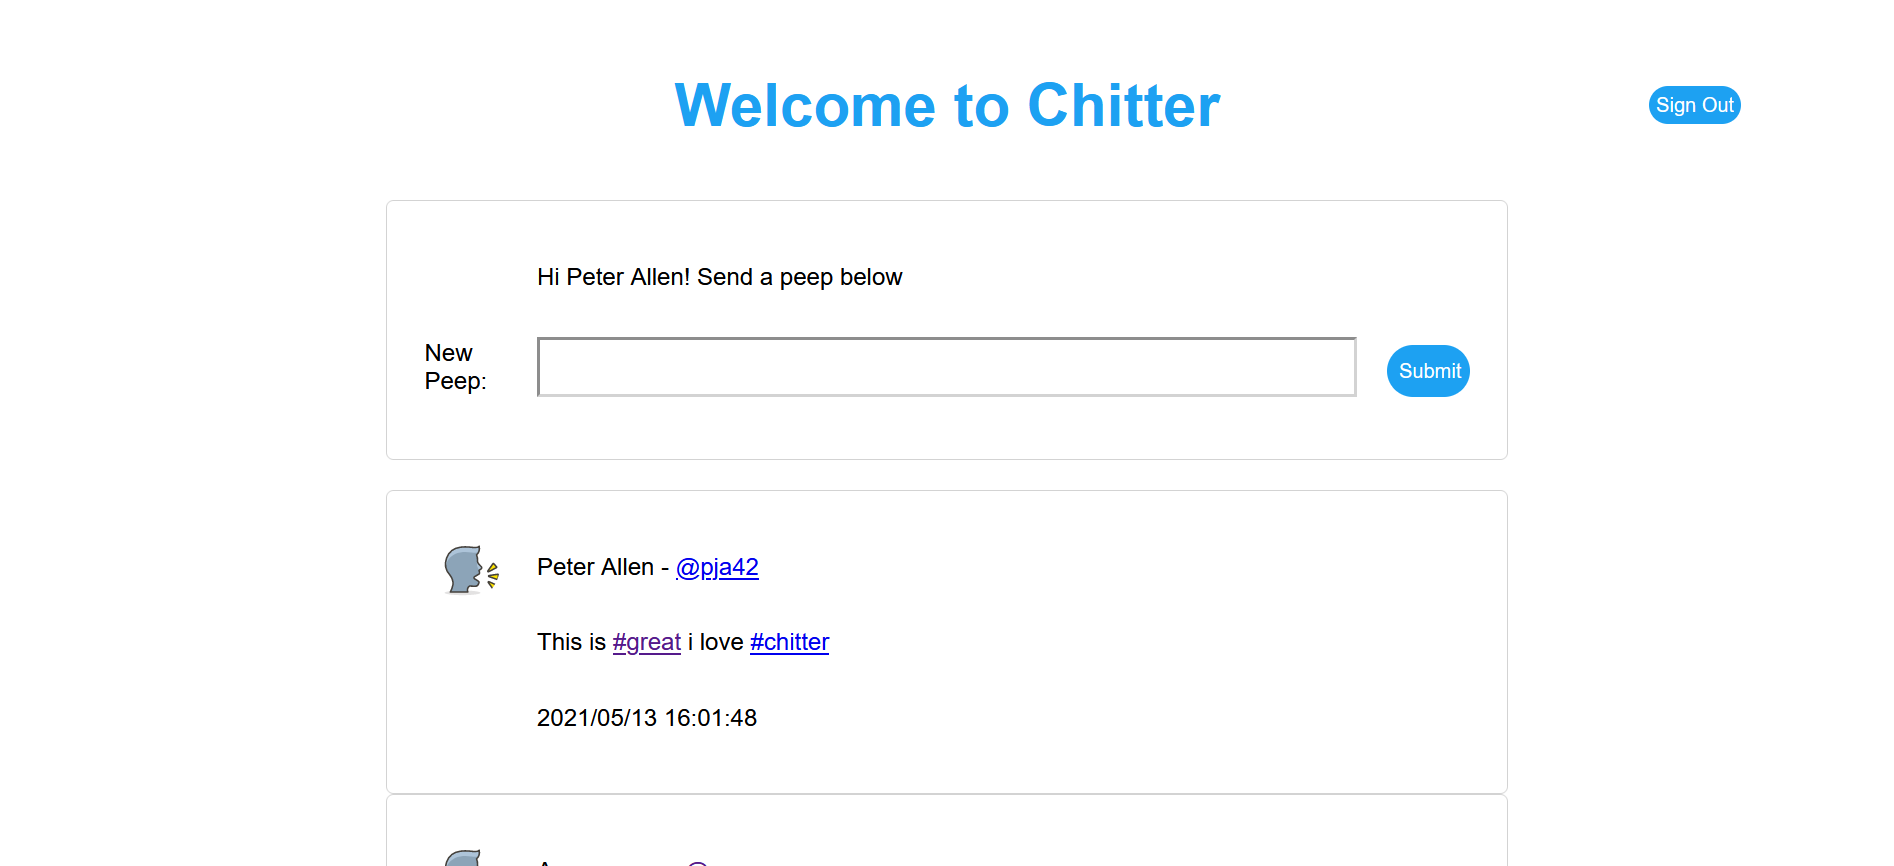 Welcome to Chitter
Sign Out
Hi Peter Allen! Send a peep below
New
Peep:
Submit
Peter Allen - @pja42
This is #great i love #chitter
2021/05/13 16:01:48